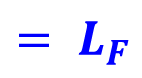 = L_F